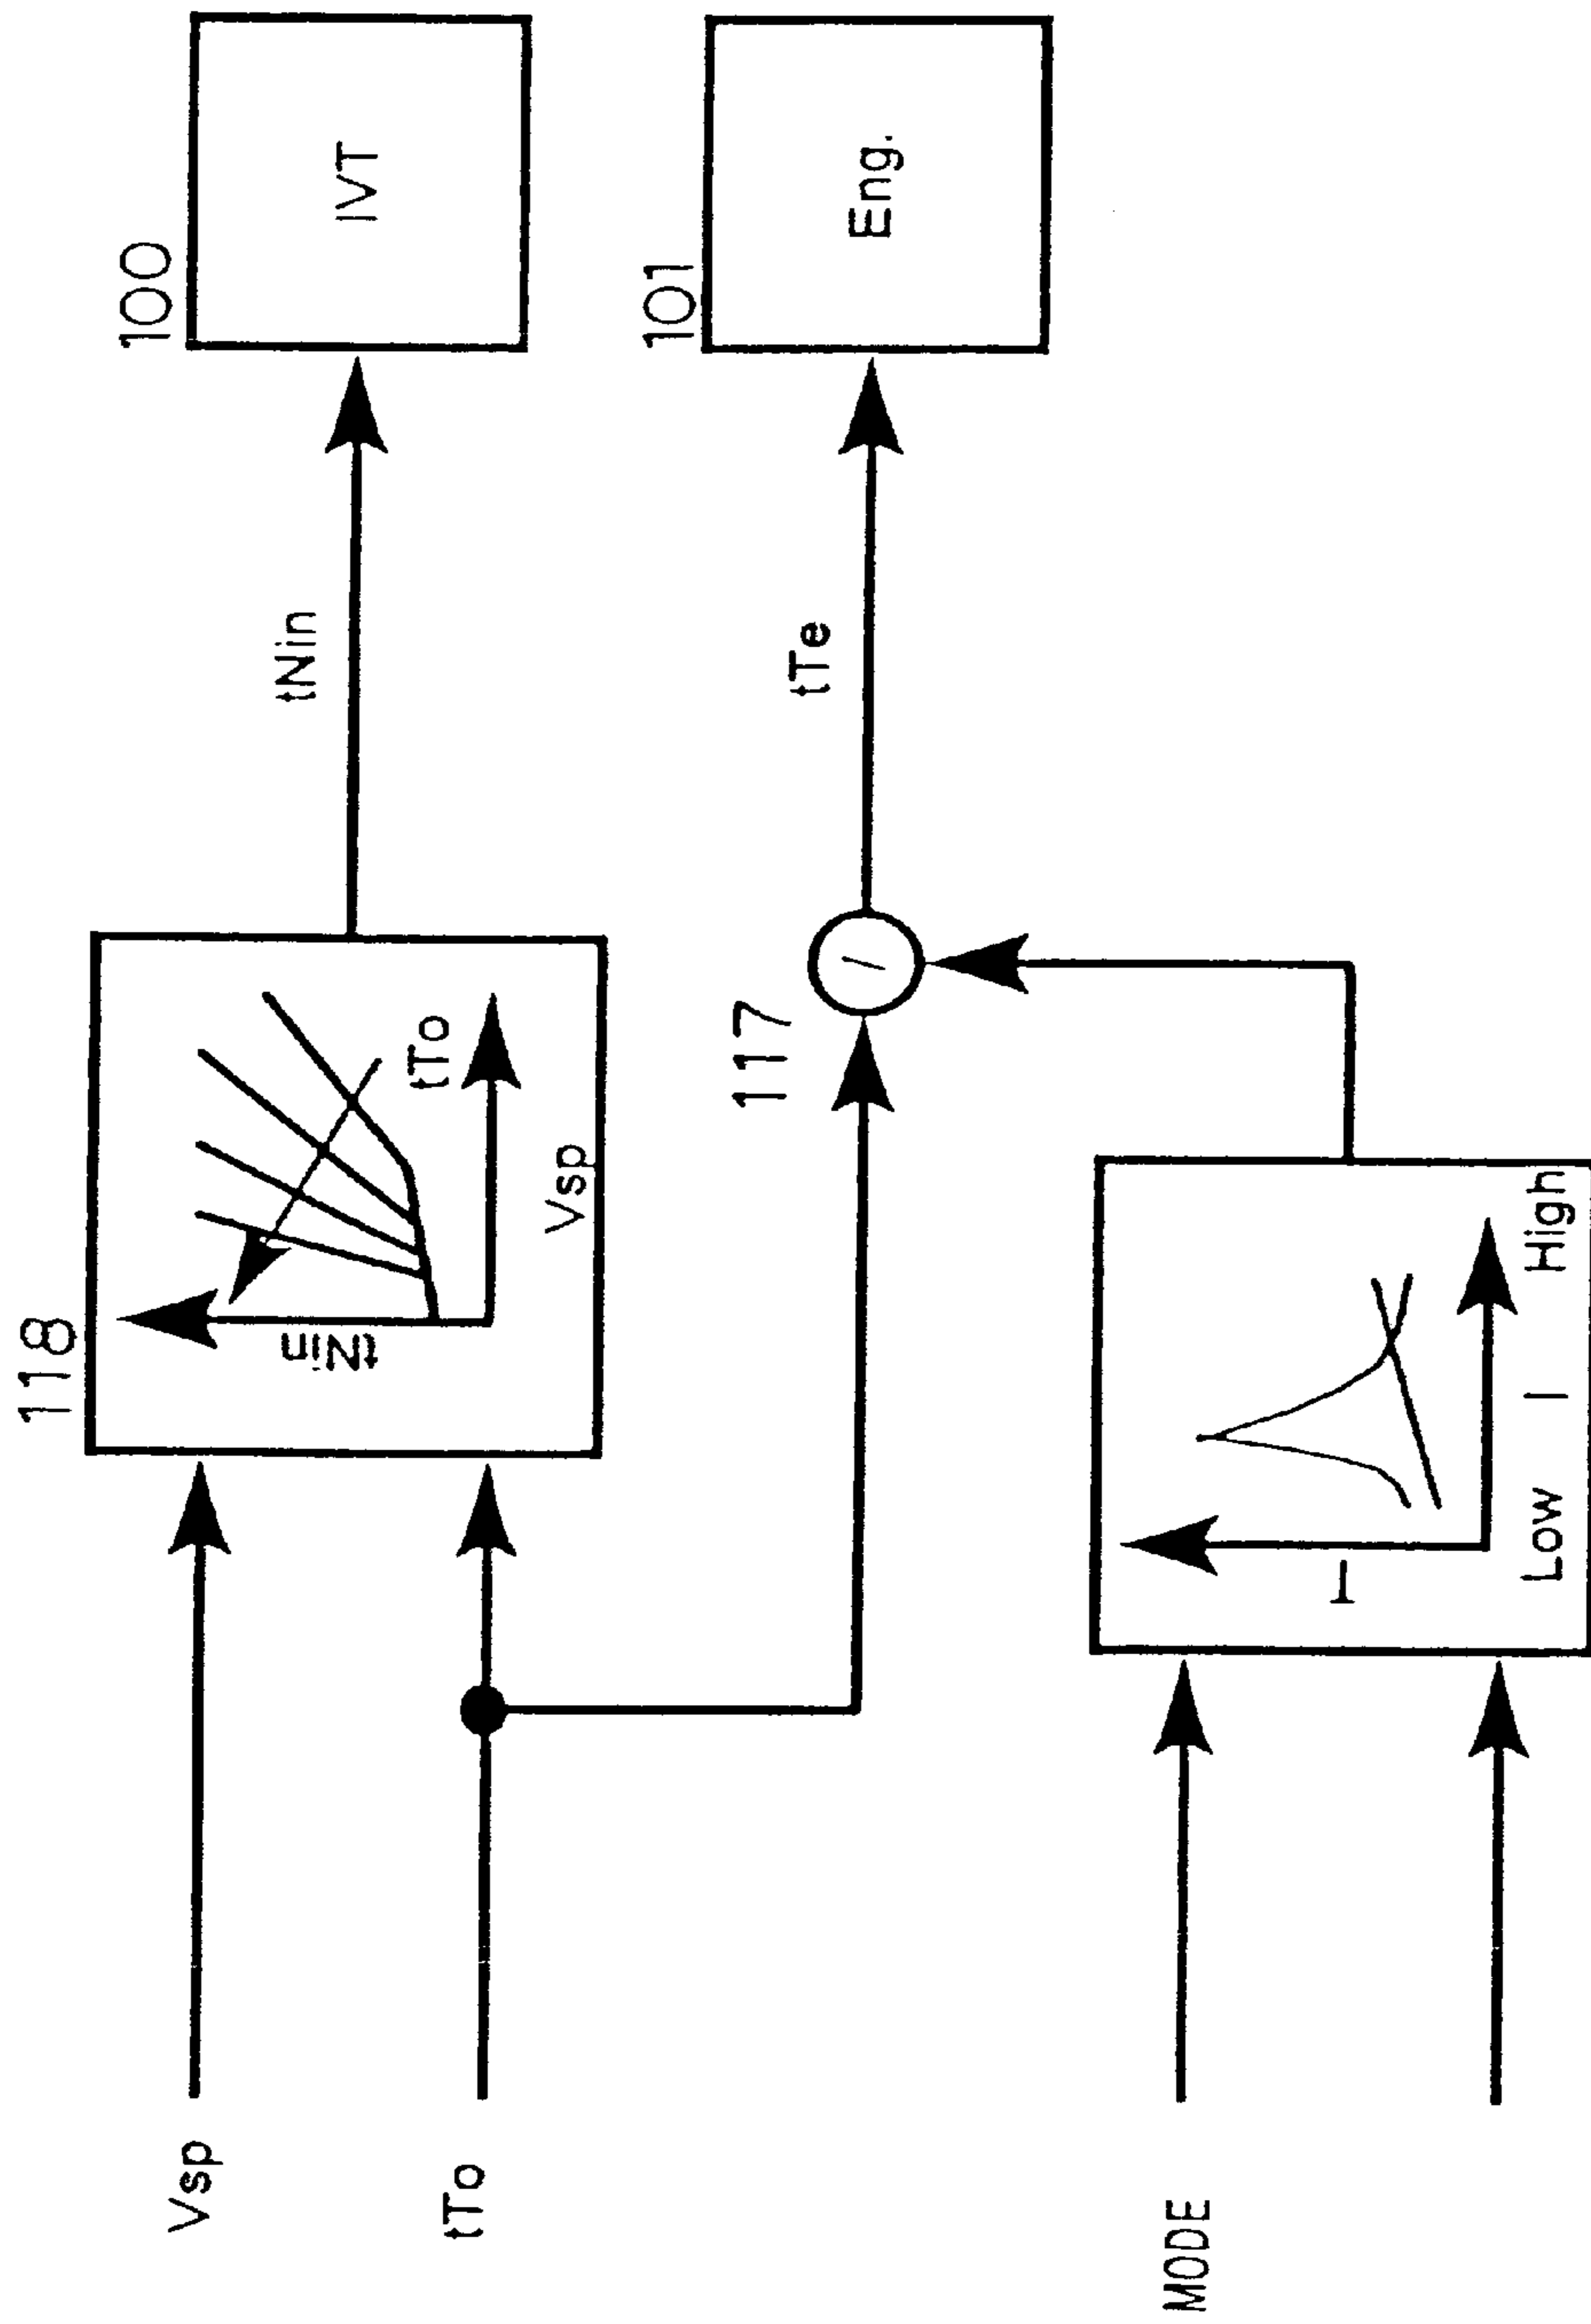 118
100
Vsp
tTo
tNin
tTo
Vsp
tNin
IVT
117
101
/
tTe
Eng.
MODE
T
Low I High